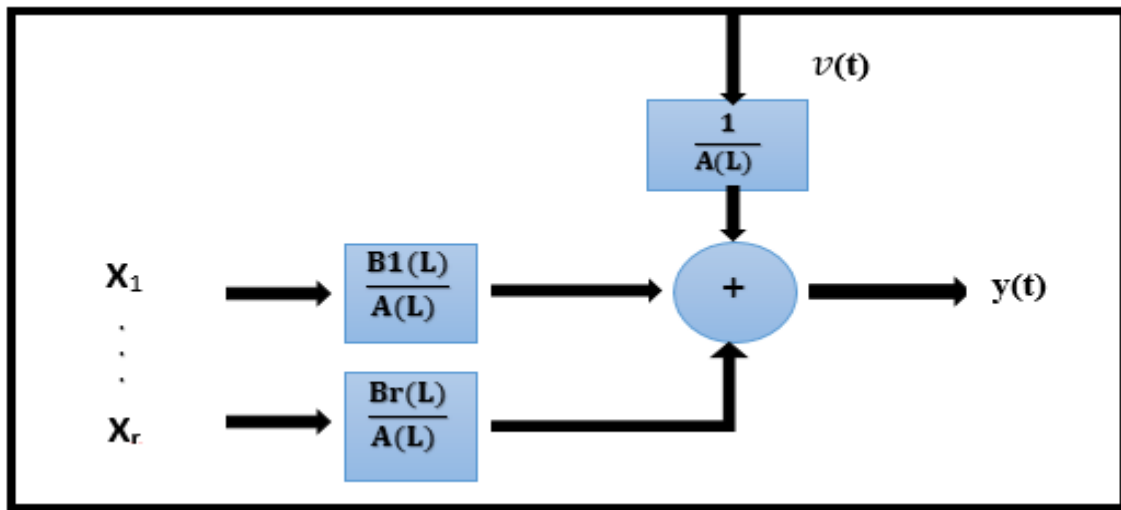 v(t)
1
A(L)
X₁
B1(L)
A(L)
+
y(t)
.
.
.
Xᵣ
Br(L)
A(L)